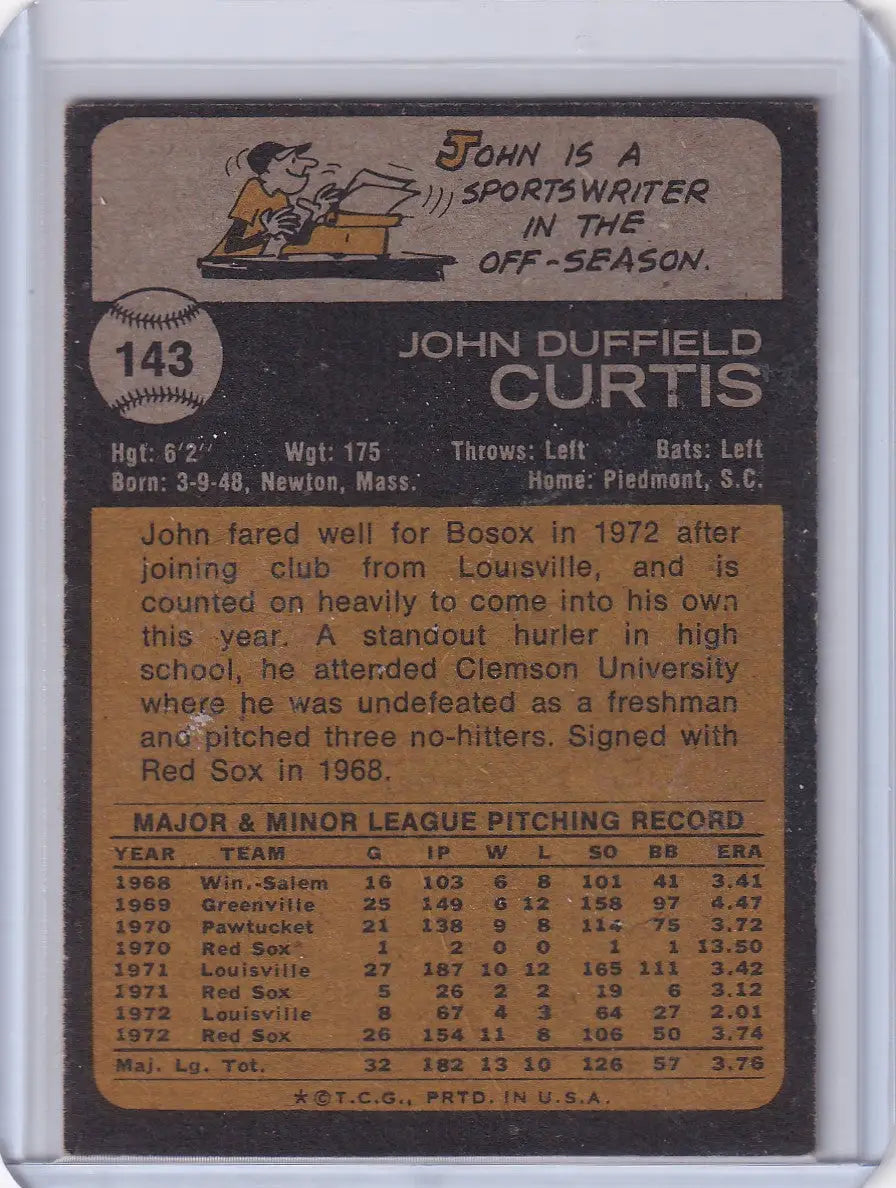 JOHN IS A
SPORTSWRITER
IN THE
OFF-SEASON.
143
JOHN DUFFIELD
CURTIS
Hgt: 6'2" Wgt: 175 Throws: Left Bats: Left
Born: 3-9-48, Newton, Mass. Home: Piedmont, S.C.
John fared well for Bosox in 1972 after
joining club from Louisville, and is
counted on heavily to come into his own
this year. A standout hurler in high
school, he attended Clemson University
where he was undefeated as a freshman
and pitched three no-hitters. Signed with
Red Sox in 1968.
MAJOR & MINOR LEAGUE PITCHING RECORD
YEAR TEAM G IP W L SO BB ERA
1968 Win.-Salem 16 103 6 8 101 41 3.41
1969 Greenville 25 149 6 12 158 97 4.47
1970 Pawtucket 21 138 9 8 114 75 3.72
1970 Red Sox 1 2 0 0 1 1 13.50
1971 Louisville 27 187 10 12 165 111 3.42
1971 Red Sox 5 26 2 2 19 6 3.12
1972 Louisville 8 67 4 3 64 27 2.01
1972 Red Sox 26 154 11 8 106 50 3.74
Maj. Lg. Tot. 32 182 13 10 126 57 3.76
*©T.C.G., PRTD. IN U.S.A.